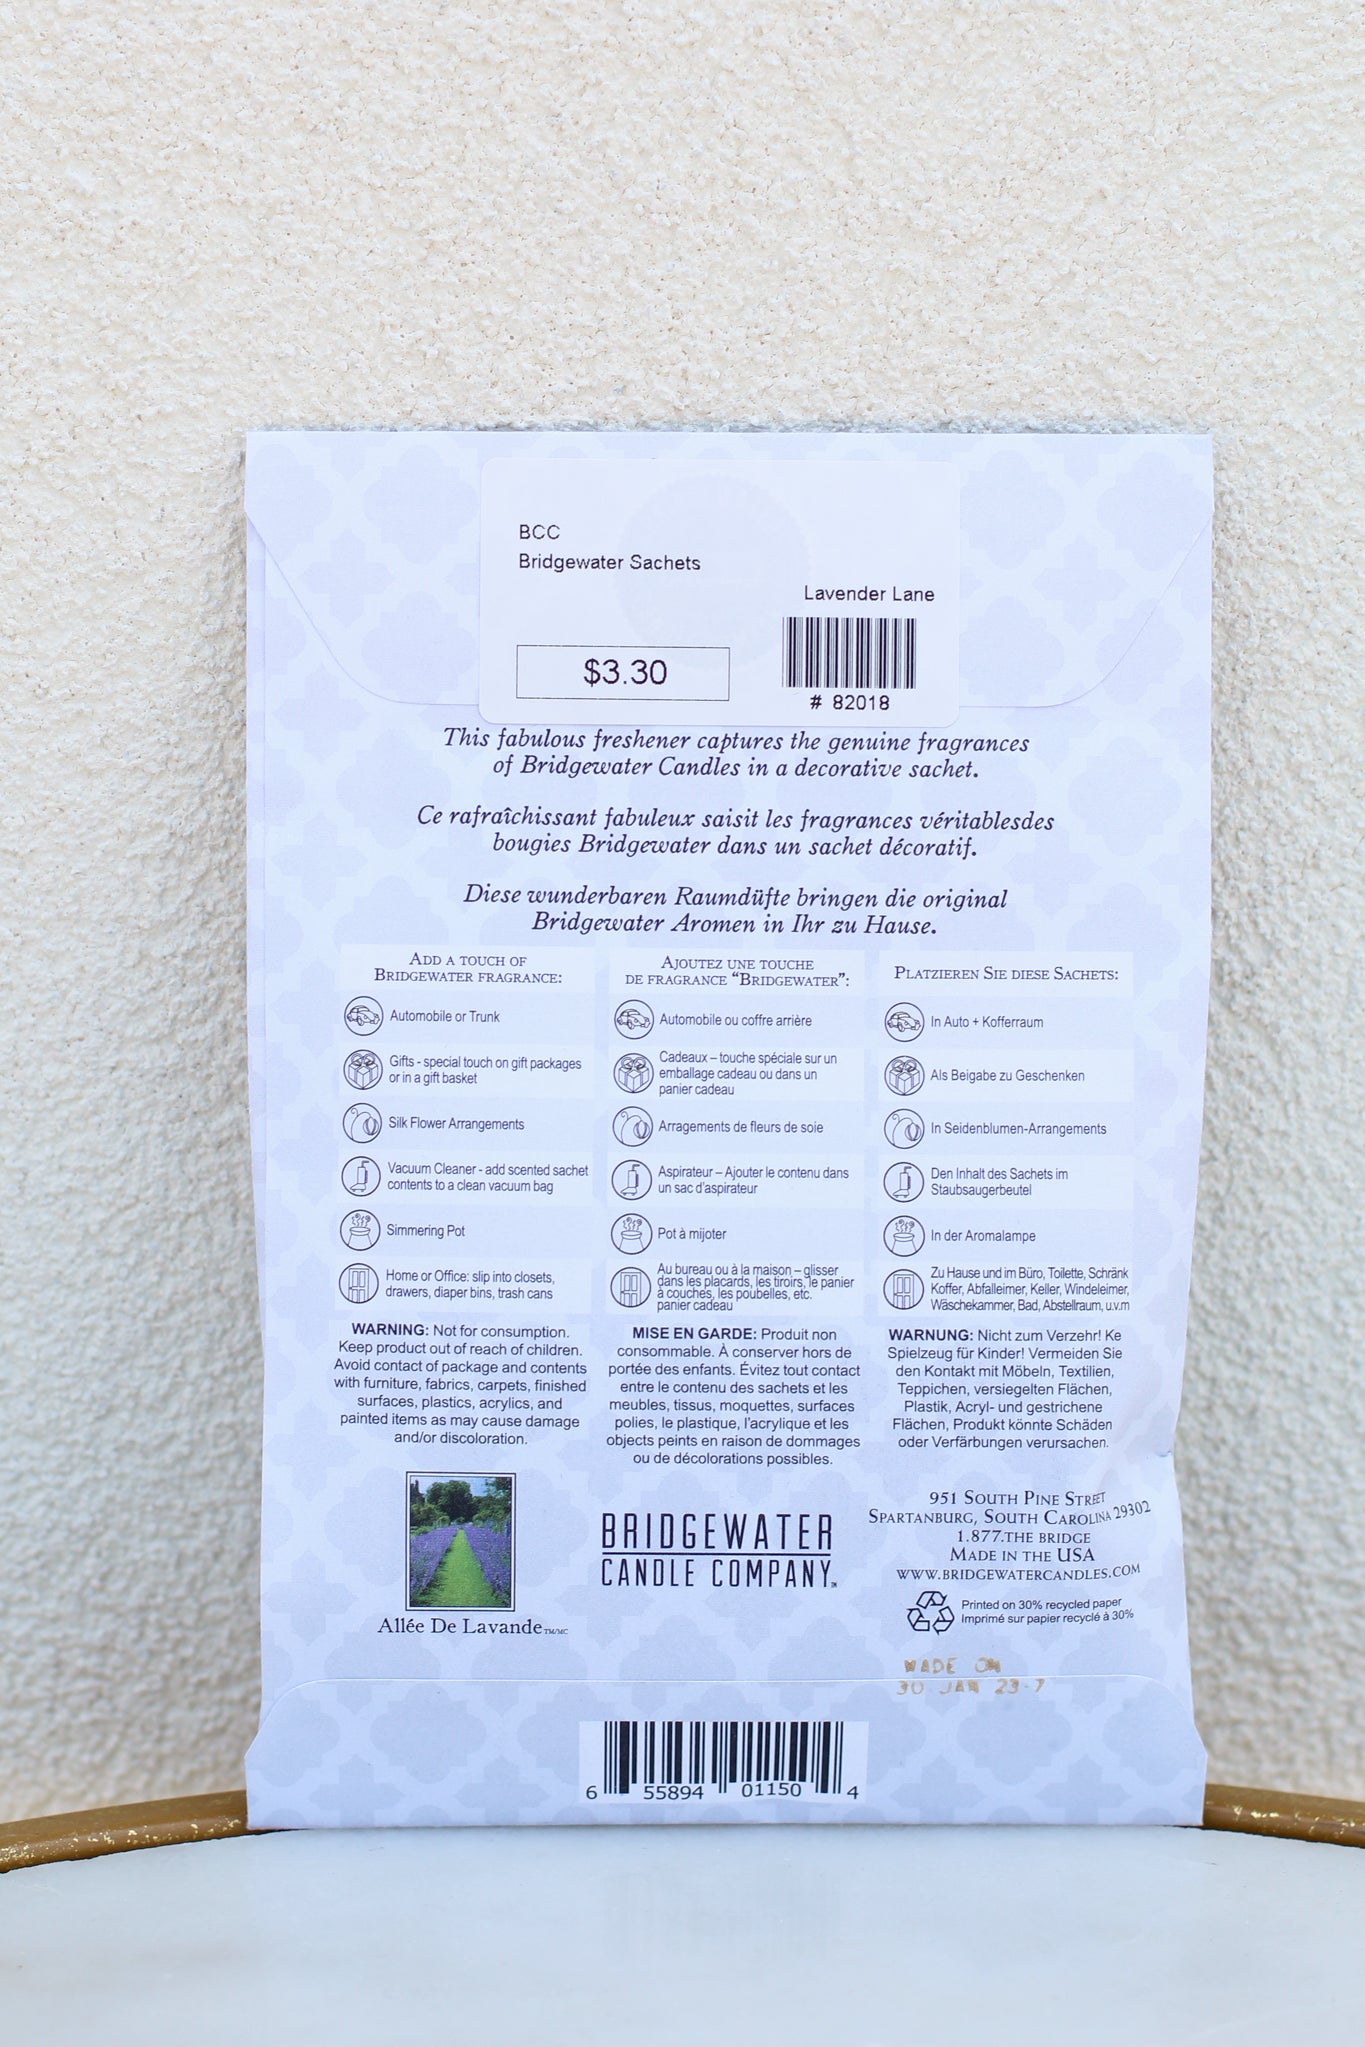 BCC
Bridgewater Sachets
Lavender Lane
$3.30
# 82018
This fabulous freshener captures the genuine fragrances
of Bridgewater Candles in a decorative sachet.
Ce rafraîchissant fabuleux saisit les fragrances véritablesdes
bougies Bridgewater dans un sachet décoratif.
Diese wunderbaren Raumdüfte bringen die original
Bridgewater Aromen in Ihr zu Hause.
ADD A TOUCH OF
BRIDGEWATER FRAGRANCE:
Automobile or Trunk
Gifts - special touch on gift packages
or in a gift basket
Silk Flower Arrangements
Vacuum Cleaner - add scented sachet
contents to a clean vacuum bag
Simmering Pot
Home or Office: slip into closets,
drawers, diaper bins, trash cans
WARNING: Not for consumption.
Keep product out of reach of children.
Avoid contact of package and contents
with furniture, fabrics, carpets, finished
surfaces, plastics, acrylics, and
painted items as may cause damage
and/or discoloration.
AJOUTEZ UNE TOUCHE
DE FRAGRANCE “BRIDGEWATER”:
Automobile ou coffre arrière
Cadeaux – touche spéciale sur un
emballage cadeau ou dans un
panier cadeau
Arragements de fleurs de soie
Aspirateur – Ajouter le contenu dans
un sac d'aspirateur
Pot à mijoter
Au bureau ou à la maison – glisser
dans les placards, les tiroirs, le panier
à couches, les poubelles, etc.
panier cadeau
MISE EN GARDE: Produit non
consommable. À conserver hors de
portée des enfants. Évitez tout contact
entre le contenu des sachets et les
meubles, tissus, moquettes, surfaces
polies, le plastique, l'acrylique et les
objects peints en raison de dommages
ou de décolorations possibles.
PLATZIEREN SIE DIESE SACHETS:
In Auto + Kofferraum
Als Beigabe zu Geschenken
In Seidenblumen-Arrangements
Den Inhalt des Sachets im
Staubsaugerbeutel
In der Aromalampe
Zu Hause und im Büro, Toilette, Schränk
Koffer, Abfalleimer, Keller, Windeleimer,
Wäschekammer, Bad, Abstellraum, u.v.m
WARNUNG: Nicht zum Verzehr! Ke
Spielzeug für Kinder! Vermeiden Sie
den Kontakt mit Möbeln, Textilien,
Teppichen, versiegelten Flächen,
Plastik, Acryl- und gestrichene
Flächen, Produkt könnte Schäden
oder Verfärbungen verursachen.
Allée De Lavande TM/MC
BRIDGEWATER
CANDLE COMPANY TM
951 SOUTH PINE STREET
SPARTANBURG, SOUTH CAROLINA 29302
1.877.THE BRIDGE
MADE IN THE USA
WWW.BRIDGEWATERCANDLES.COM
Printed on 30% recycled paper
Imprimé sur papier recyclé à 30%
MADE ON
30 JAN 23-7
6 55894 01150 4